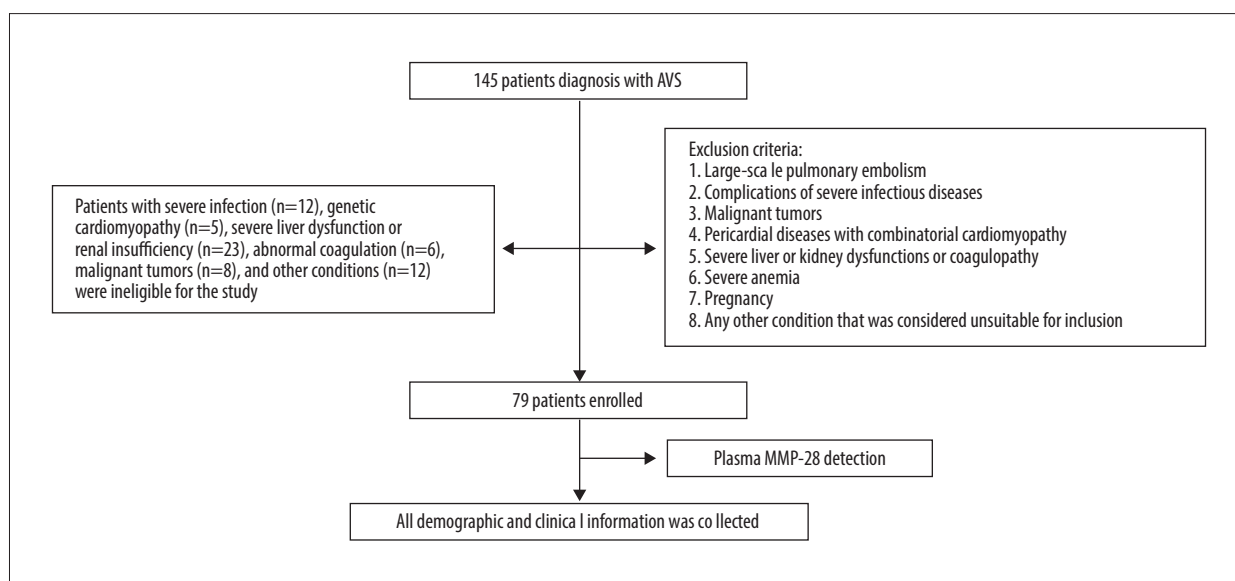 145 patients diagnosis with AVS
Exclusion criteria:
1. Large-sca le pulmonary embolism
2. Complications of severe infectious diseases
3. Malignant tumors
4. Pericardial diseases with combinatorial cardiomyopathy
5. Severe liver or kidney dysfunctions or coagulopathy
6. Severe anemia
7. Pregnancy
8. Any other condition that was considered unsuitable for inclusion
Patients with severe infection (n=12), genetic
cardiomyopathy (n=5), severe liver dysfunction or
renal insufficiency (n=23), abnormal coagulation (n=6),
malignant tumors (n=8), and other conditions (n=12)
were ineligible for the study
79 patients enrolled
Plasma MMP-28 detection
All demographic and clinica l information was co llected